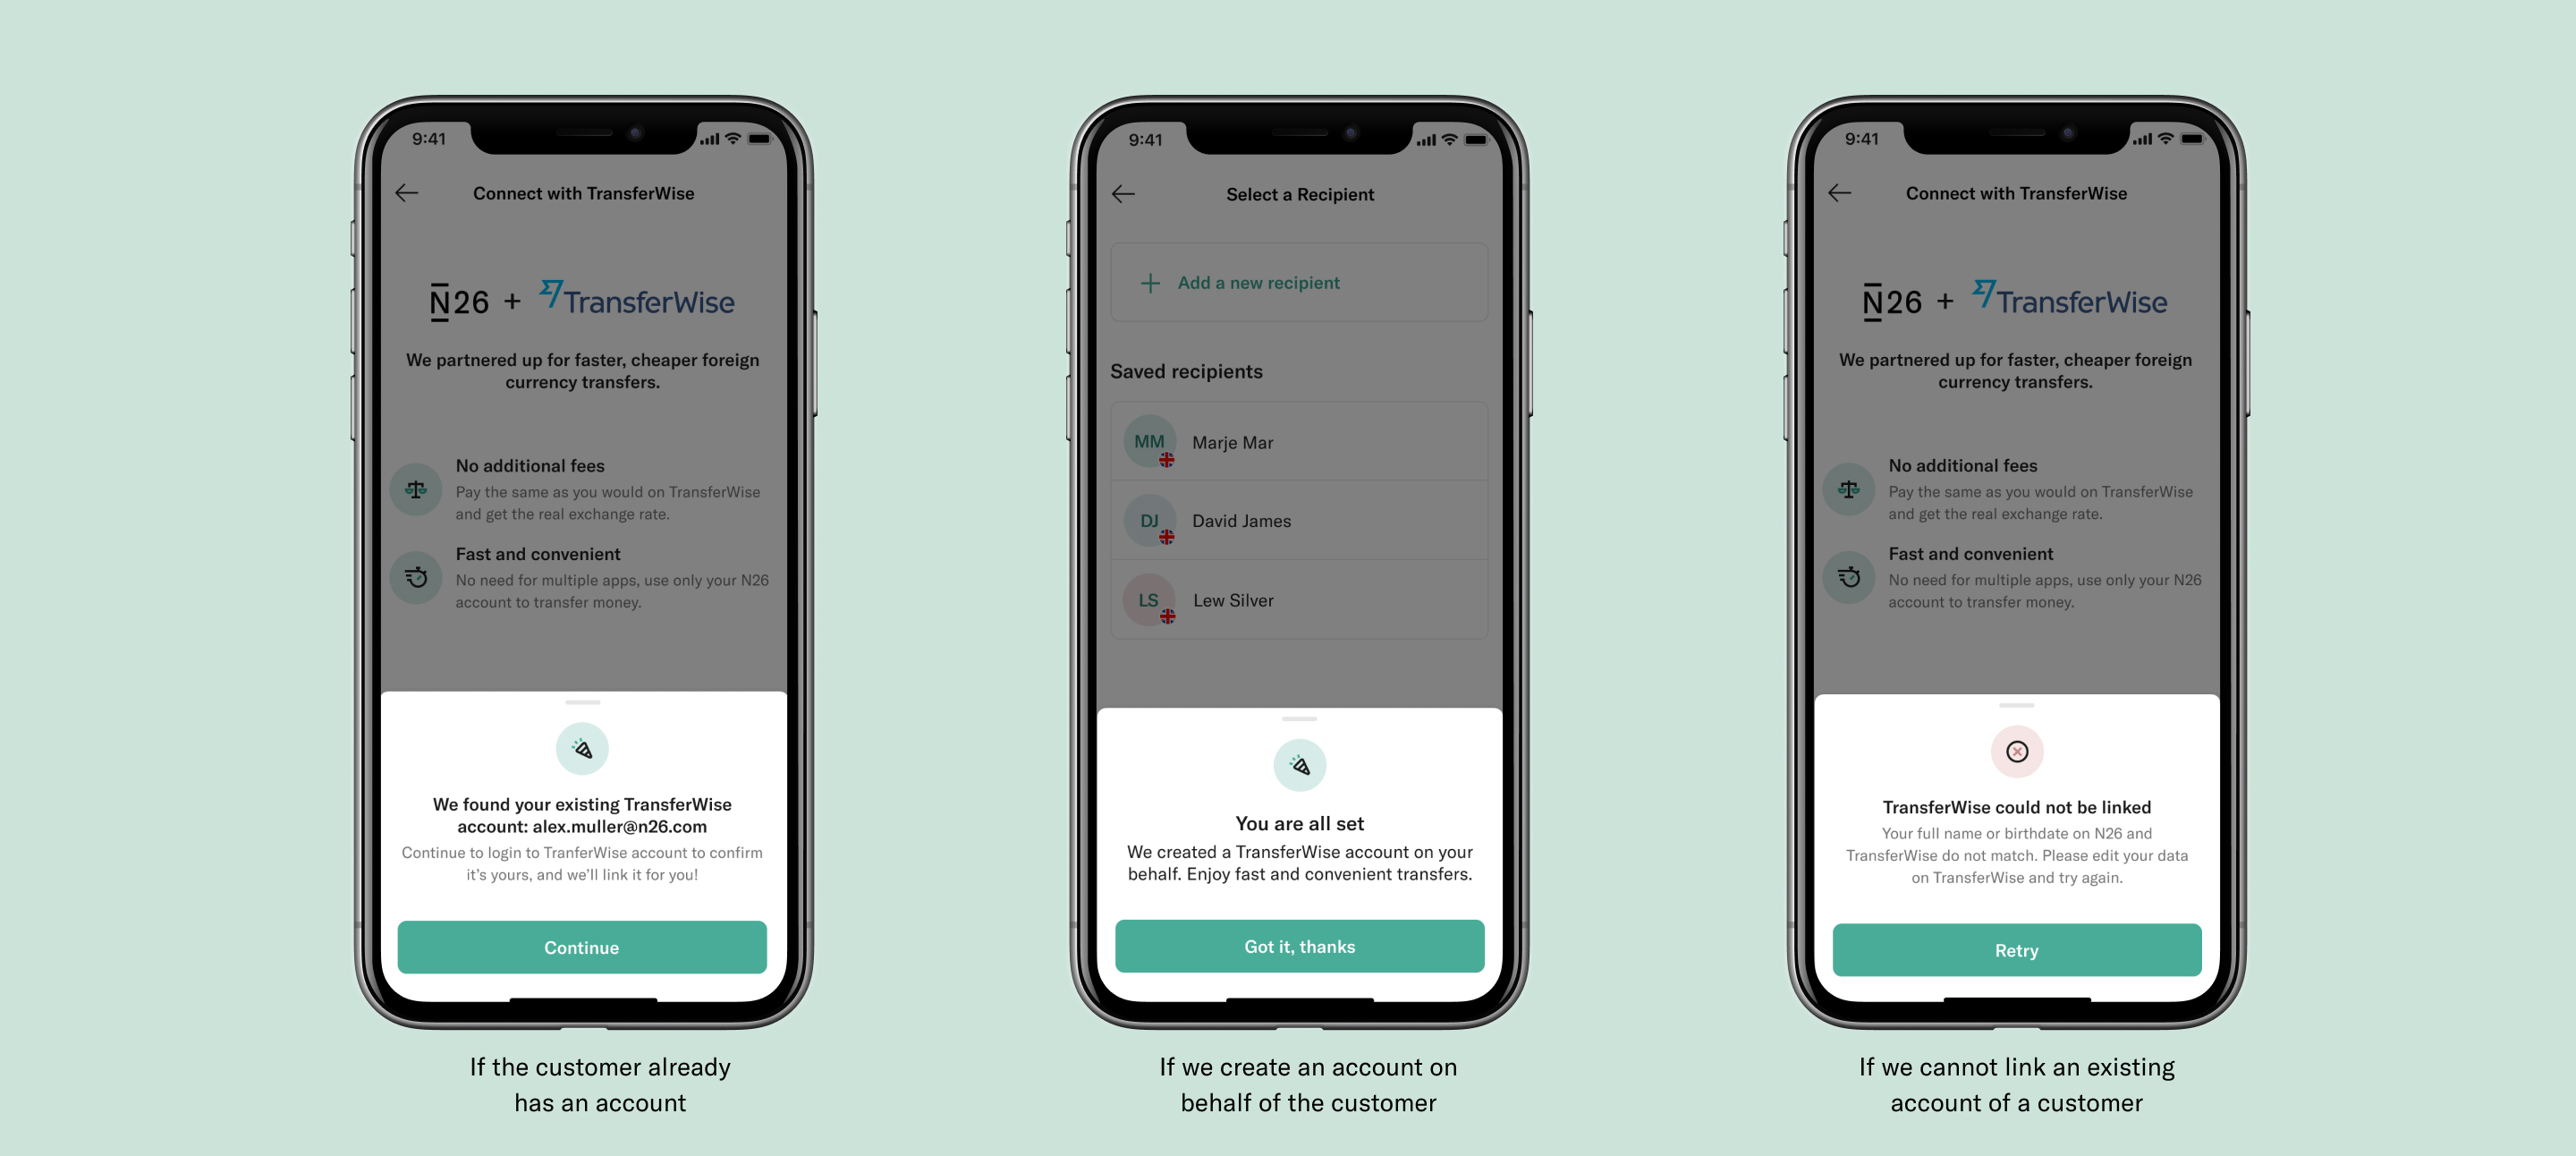 9:41
Connect with TransferWise
N26 + TransferWise
We partnered up for faster, cheaper foreign
currency transfers.
No additional fees
Pay the same as you would on TransferWise
and get the real exchange rate.
Fast and convenient
No need for multiple apps, use only your N26
account to transfer money.
We found your existing TransferWise
account: alex.muller@n26.com
Continue to login to TranferWise account to confirm
it’s yours, and we’ll link it for you!
Continue
If the customer already
has an account
9:41
Select a Recipient
+ Add a new recipient
Saved recipients
MM Marje Mar
DJ David James
LS Lew Silver
You are all set
We created a TransferWise account on your
behalf. Enjoy fast and convenient transfers.
Got it, thanks
If we create an account on
behalf of the customer
9:41
Connect with TransferWise
N26 + TransferWise
We partnered up for faster, cheaper foreign
currency transfers.
No additional fees
Pay the same as you would on TransferWise
and get the real exchange rate.
Fast and convenient
No need for multiple apps, use only your N26
account to transfer money.
TransferWise could not be linked
Your full name or birthdate on N26 and
TransferWise do not match. Please edit your data
on TransferWise and try again.
Retry
If we cannot link an existing
account of a customer